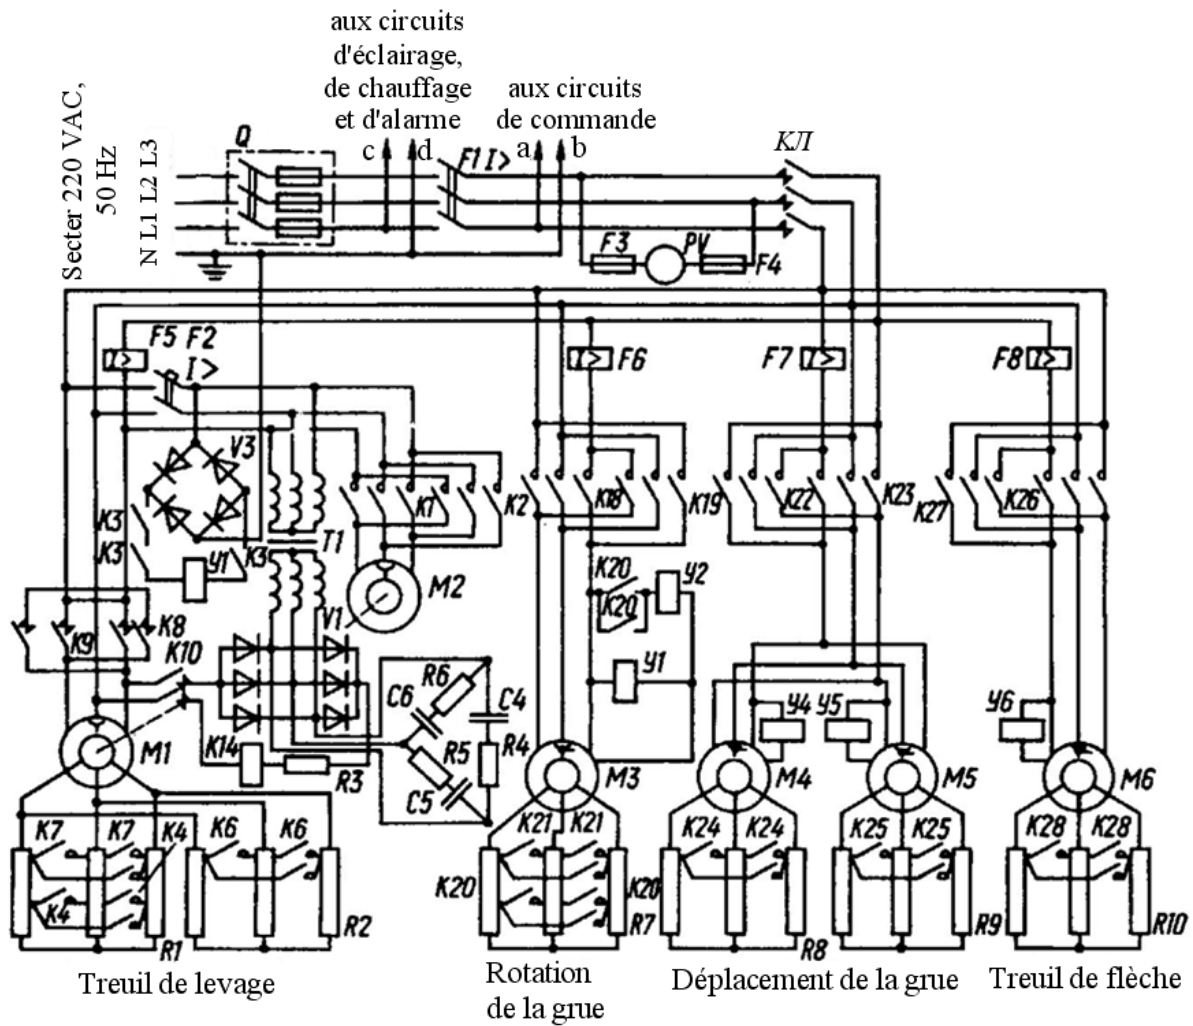 aux circuits
d'éclairage,
de chauffage
et d'alarme
c d
aux circuits
de commande
a b
Secter 220 VAC,
50 Hz
N L1 L2 L3
Q
F1 I>
КЛ
F3 PV F4
F5 F2
I> I>
I> F6
F7 I>
F8 I>
V3
K3
K3 У1 K3
T1
K1 K2
K18 K19
K22 K23
K27 K26
M2
K20 У2
K20
У1
V1
K9 K8
K10
R6
C6 C4
R5 R4
C5
K14 R3
У4 У5
У6
M1 M3 M4 M5 M6
K7 K7 K4 K6 K6
K4
R1 R2
K21 K21
K20 K20
R7
K24 K24
R8
K25 K25
R9
K28 K28
R10
Treuil de levage
Rotation
de la grue
Déplacement de la grue
Treuil de flèche